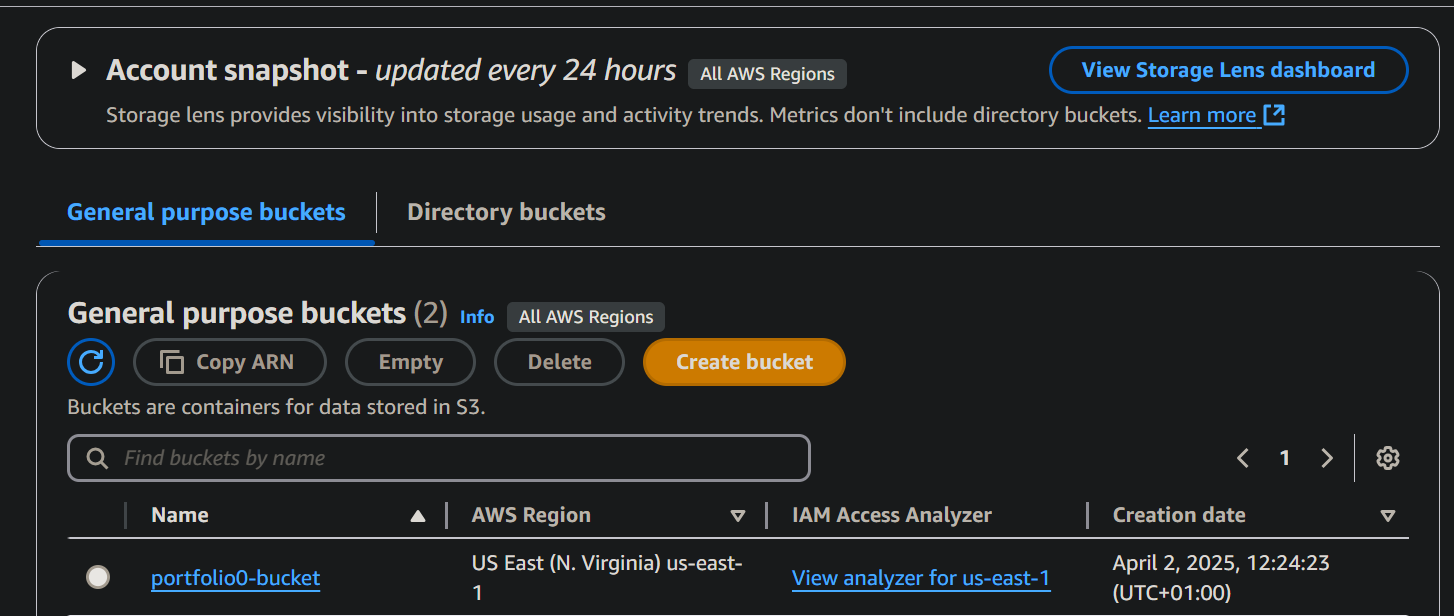 Account snapshot - updated every 24 hours All AWS Regions View Storage Lens dashboard
Storage lens provides visibility into storage usage and activity trends. Metrics don't include directory buckets. Learn more
General purpose buckets Directory buckets
General purpose buckets (2) Info All AWS Regions
Copy ARN Empty Delete Create bucket
Buckets are containers for data stored in S3.
Find buckets by name 1
Name AWS Region IAM Access Analyzer Creation date
portfolio0-bucket US East (N. Virginia) us-east-1 View analyzer for us-east-1 April 2, 2025, 12:24:23 (UTC+01:00)